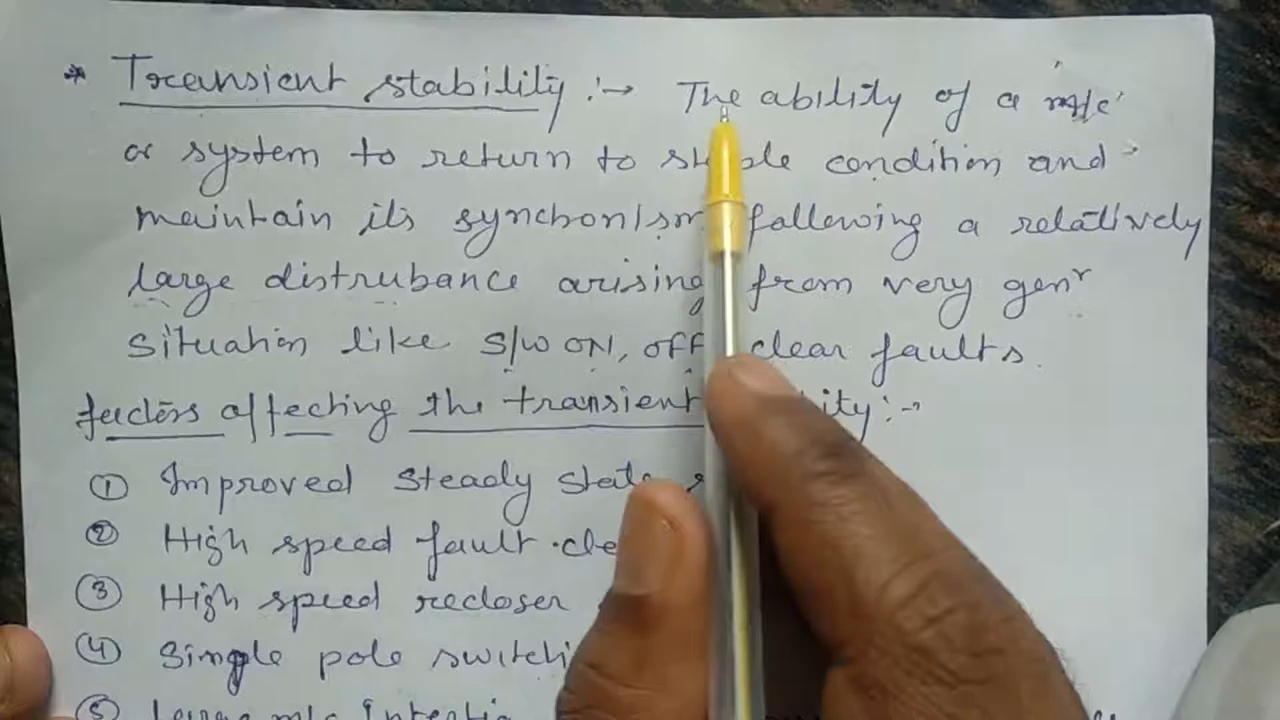 * Transient stability :→ The ability of a m/c
or system to return to stable condition and
maintain its synchonism following a relatively
large distrubance arising from very genr
situation like S/W ON, OFF clear faults.
factors affecting the transient :→
① Improved steady state
② High speed fault
③ High speed recloser
④ Single pole
⑤ Large m/c